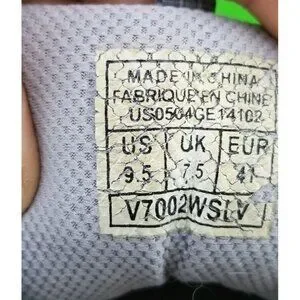 MADE IN CHINA
FABRIQUE EN CHINE
US0504GE14102
US UK EUR
9.5 7.5 41
V7002WSLV